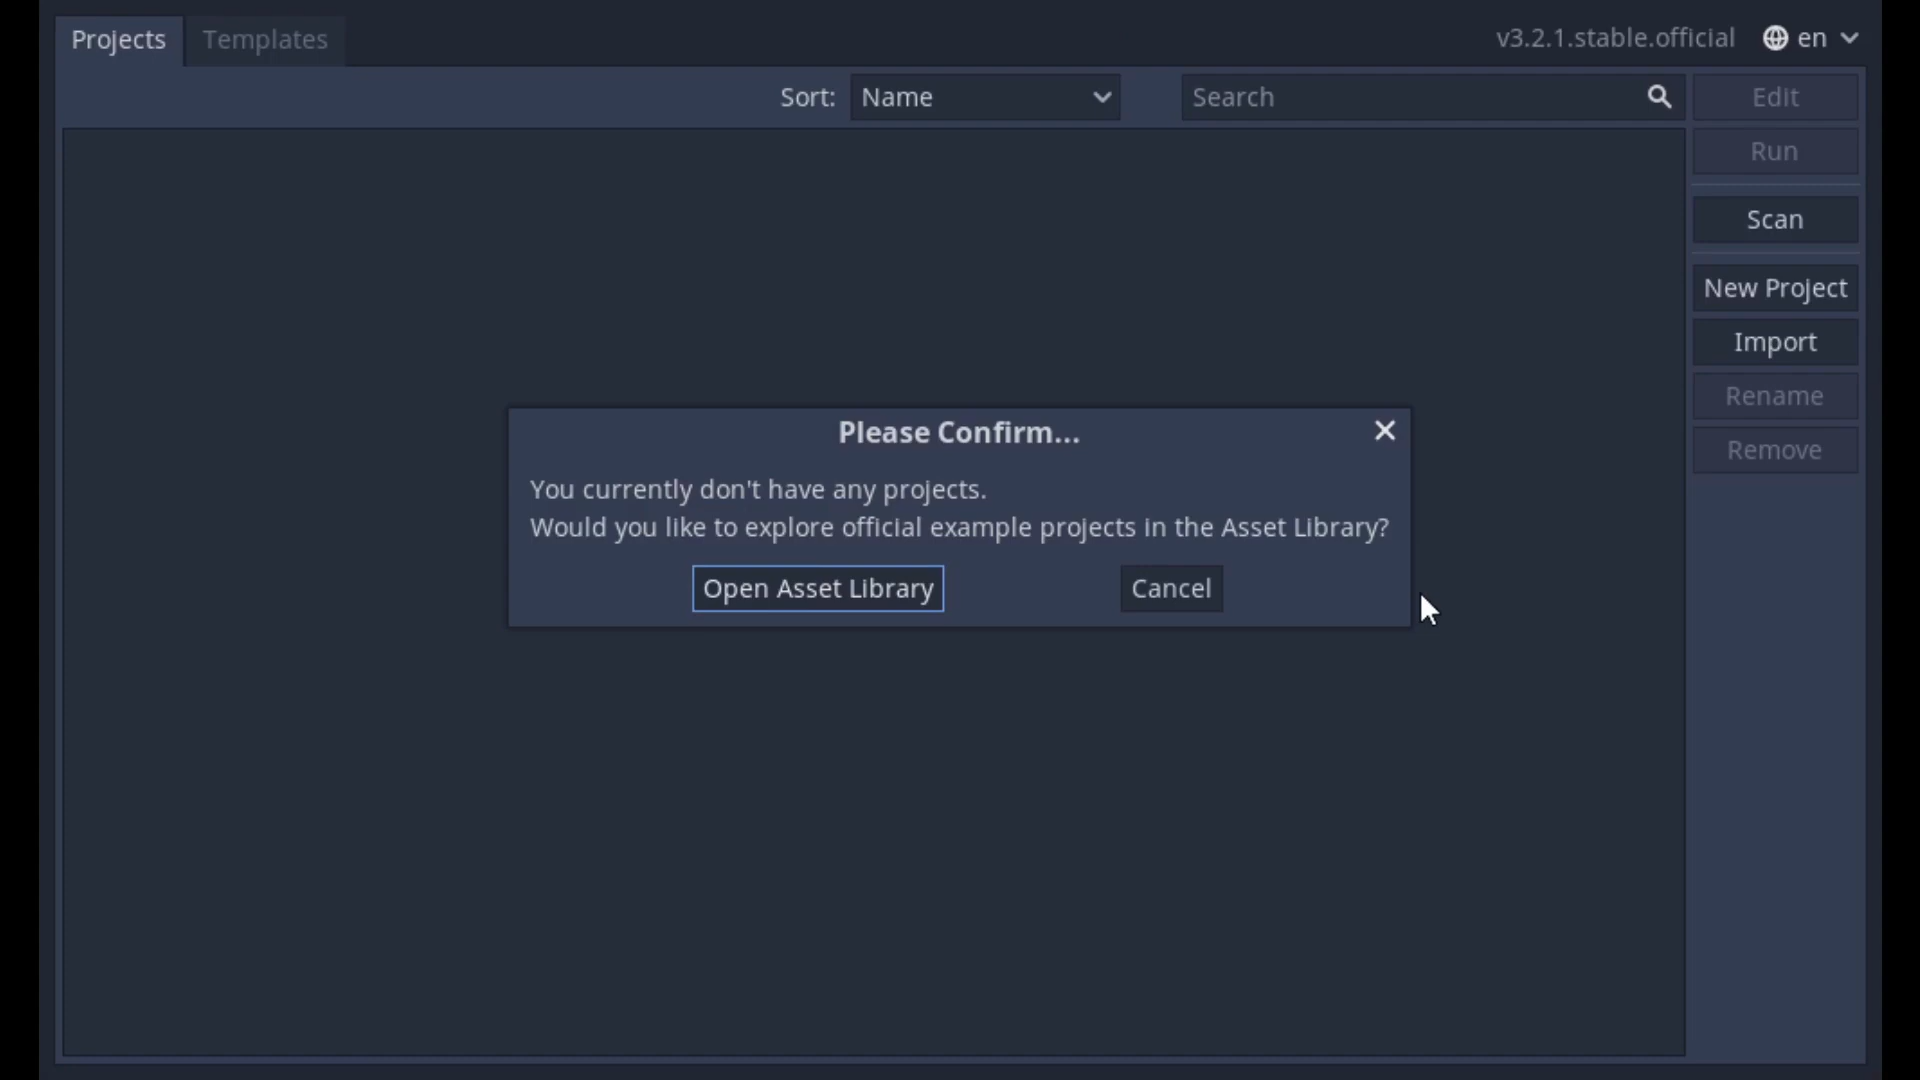 Projects
Templates
v3.2.1.stable.official
en
Sort:
Name
Search
Edit
Run
Scan
New Project
Import
Rename
Remove
Please Confirm...
You currently don't have any projects.
Would you like to explore official example projects in the Asset Library?
Open Asset Library
Cancel